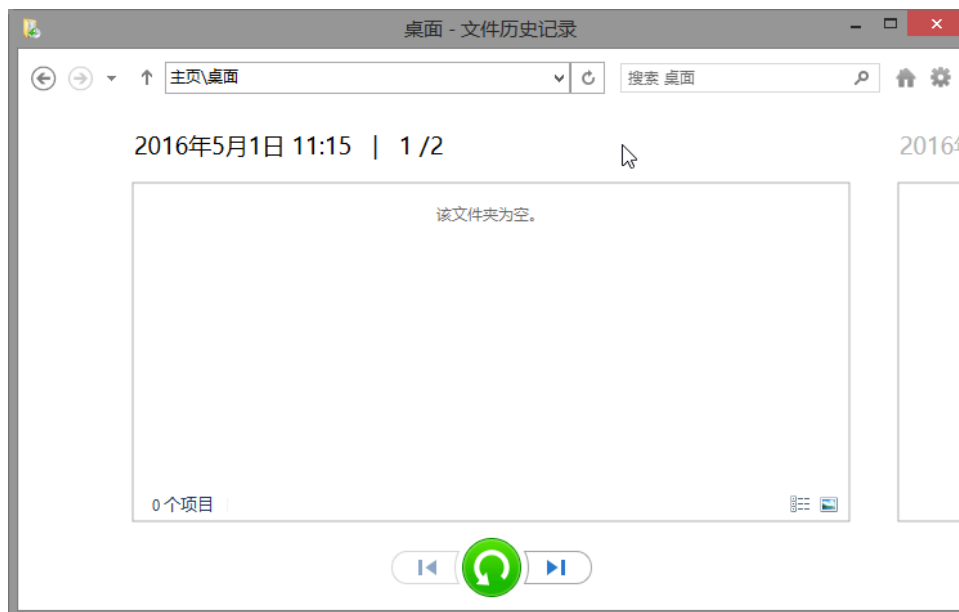 桌面 - 文件历史记录
主页\桌面
搜索 桌面
2016年5月1日 11:15 | 1 /2
2016
该文件夹为空。
0 个项目